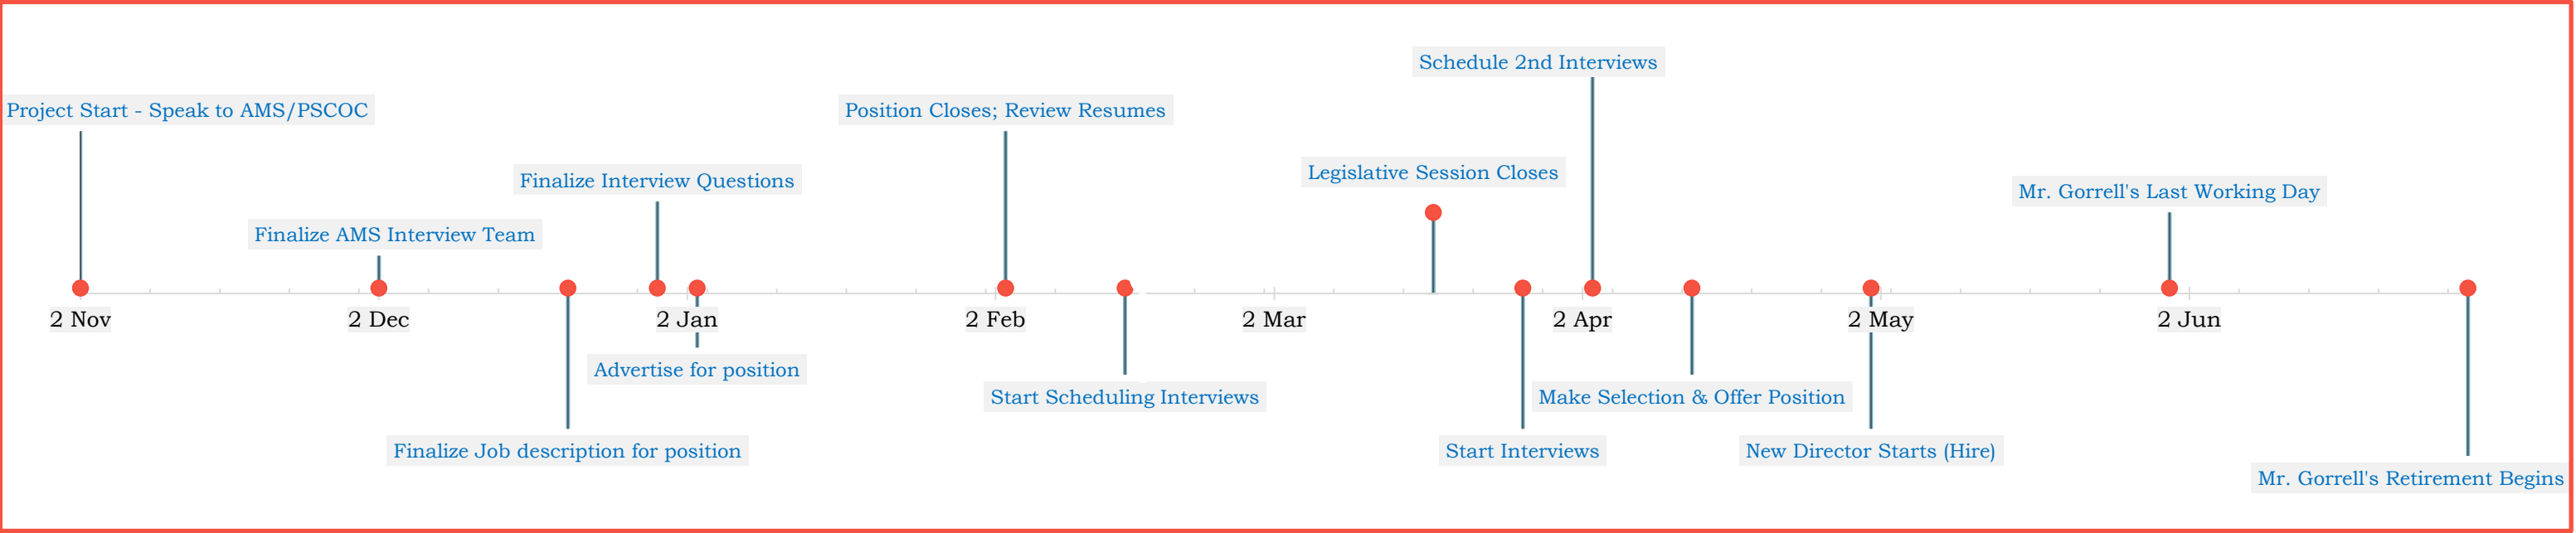 Schedule 2nd Interviews
Project Start - Speak to AMS/PSCOC
Position Closes; Review Resumes
Legislative Session Closes
Finalize Interview Questions
Mr. Gorrell's Last Working Day
Finalize AMS Interview Team
2 Nov
2 Dec
2 Jan
2 Feb
2 Mar
2 Apr
2 May
2 Jun
Advertise for position
Start Scheduling Interviews
Make Selection & Offer Position
Finalize Job description for position
Start Interviews
New Director Starts (Hire)
Mr. Gorrell's Retirement Begins